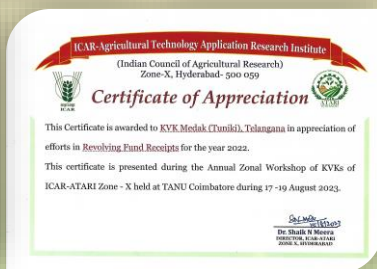 ICAR-Agricultural Technology Application Research Institute
(Indian Council of Agricultural Research)
Zone-X, Hyderabad- 500 059
ICAR
ATARI
Certificate of Appreciation
This Certificate is awarded to KVK Medak (Tuniki), Telangana in appreciation of
efforts in Revolving Fund Receipts for the year 2022.
This certificate is presented during the Annual Zonal Workshop of KVKs of
ICAR-ATARI Zone - X held at TANU Coimbatore during 17 -19 August 2023.
Dr. Shaik N Meera
DIRECTOR, ICAR-ATARI
ZONE X, HYDERABAD